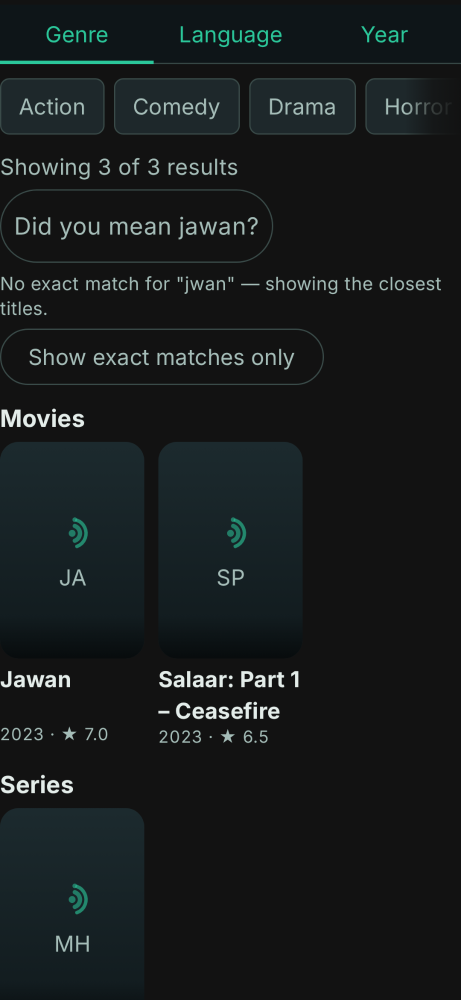 Genre Language Year
Action Comedy Drama Horror
Showing 3 of 3 results
Did you mean jawan?
No exact match for "jwan" — showing the closest
titles.
Show exact matches only
Movies
JA SP
Jawan Salaar: Part 1
– Ceasefire
2023 · ★ 7.0 2023 · ★ 6.5
Series
MH